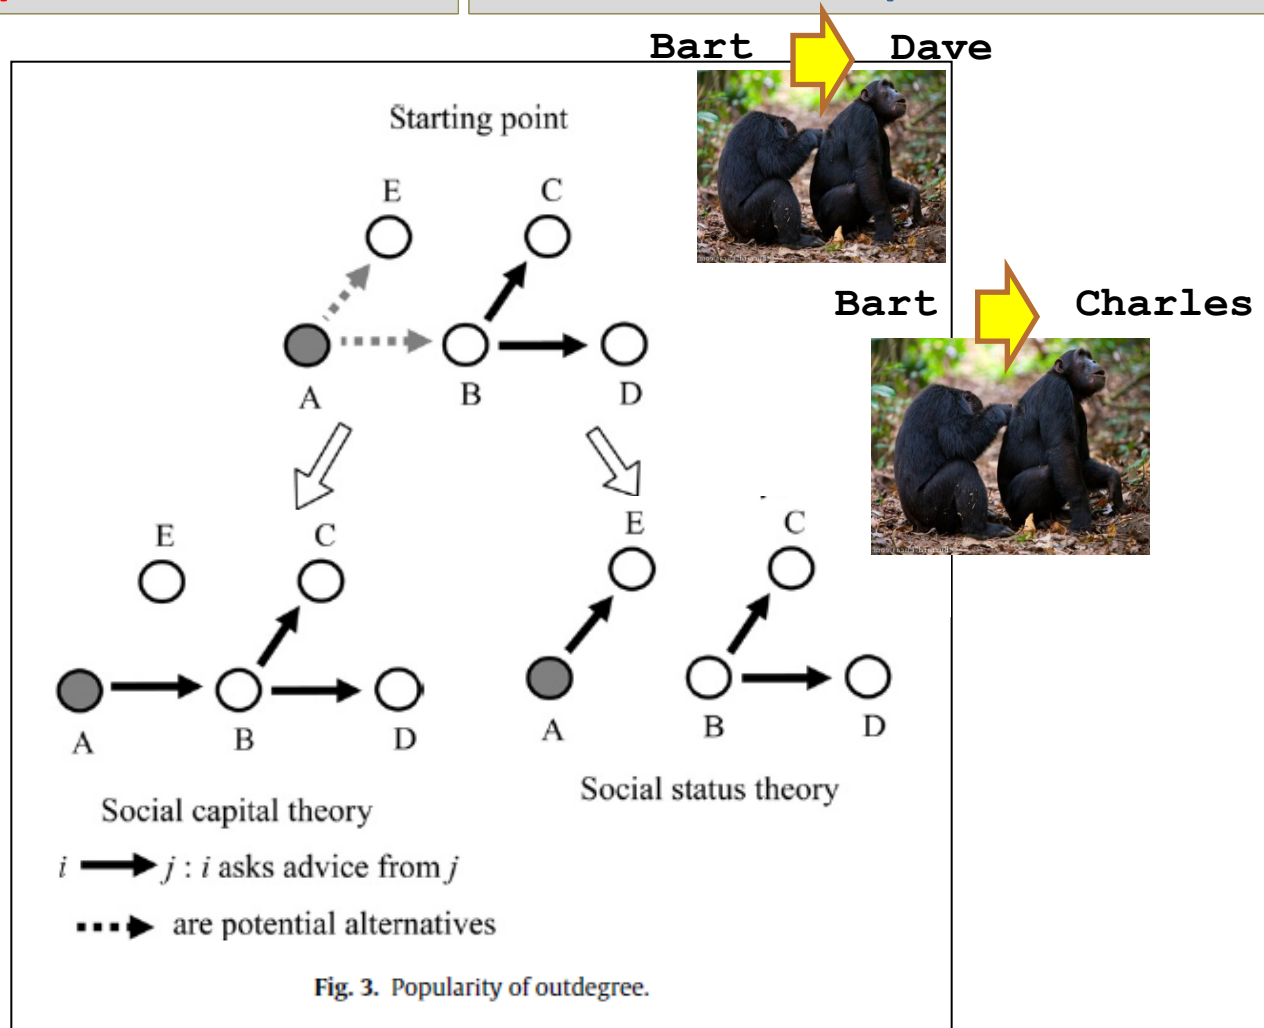 Bart Dave
Starting point
E C
A B D
Bart Charles
E C
A B D
E C
A B D
Social capital theory
Social status theory
i j : i asks advice from j
are potential alternatives
Fig. 3. Popularity of outdegree.